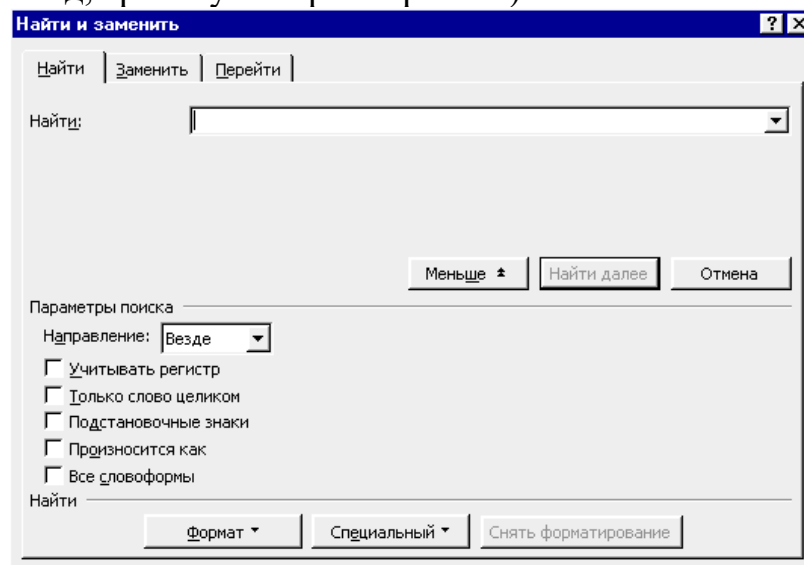 Найти и заменить
Найти Заменить Перейти
Найти:
Меньше Найти далее Отмена
Параметры поиска
Направление: Везде
Учитывать регистр
Только слово целиком
Подстановочные знаки
Произносится как
Все словоформы
Найти
Формат Специальный Снять форматирование